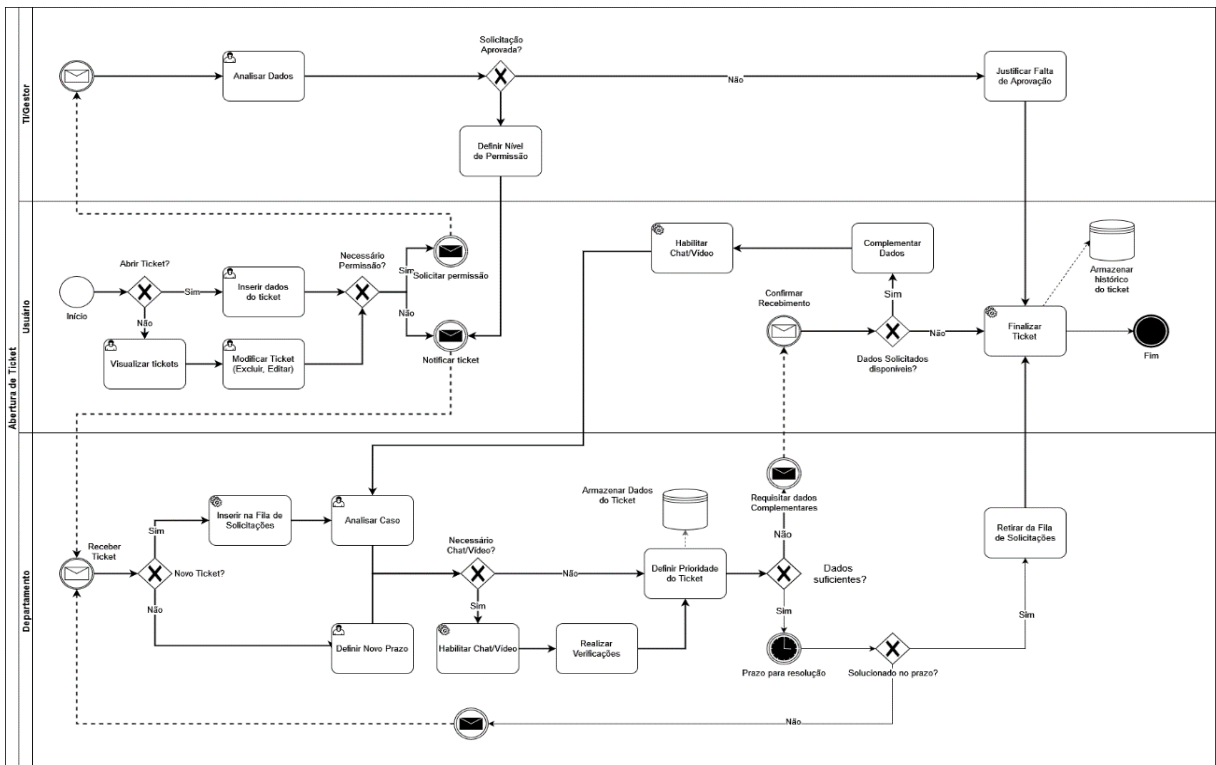 Abertura de Ticket
TI/Gestor
Analisar Dados
Solicitação
Aprovada?
Não
Justificar Falta
de Aprovação
Definir Nível
de Permissão
Usuário
Início
Abrir Ticket?
Sim
Não
Inserir dados
do ticket
Visualizar tickets
Modificar Ticket
(Excluir, Editar)
Necessário
Permissão?
Sim
Não
Solicitar permissão
Notificar ticket
Habilitar
Chat/Vídeo
Complementar
Dados
Confirmar
Recebimento
Sim
Não
Dados Solicitados
disponíveis?
Finalizar
Ticket
Armazenar
histórico
do ticket
Fim
Departamento
Receber
Ticket
Novo Ticket?
Sim
Não
Inserir na Fila de
Solicitações
Analisar Caso
Definir Novo Prazo
Necessário
Chat/Vídeo?
Não
Sim
Habilitar Chat/Vídeo
Realizar
Verificações
Armazenar Dados
do Ticket
Definir Prioridade
do Ticket
Requisitar dados
Complementares
Não
Dados
suficientes?
Sim
Prazo para resolução
Solucionado no prazo?
Não
Sim
Retirar da Fila
de Solicitações